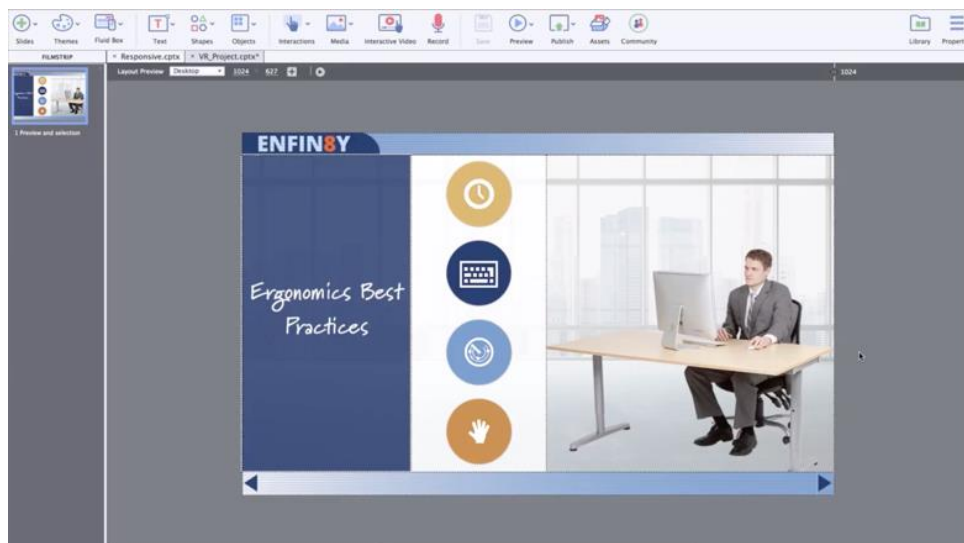 Slides Themes Fluid Box Text Shapes Objects Interactions Media Interactive Video Record Save Preview Publish Assets Community Library Propert
FILMSTRIP × Responsive.cptx × VR_Project.cptx*
Layout Preview Desktop 1024 627 1024
1 Preview and selection
ENFIN8Y
Ergonomics Best
Practices